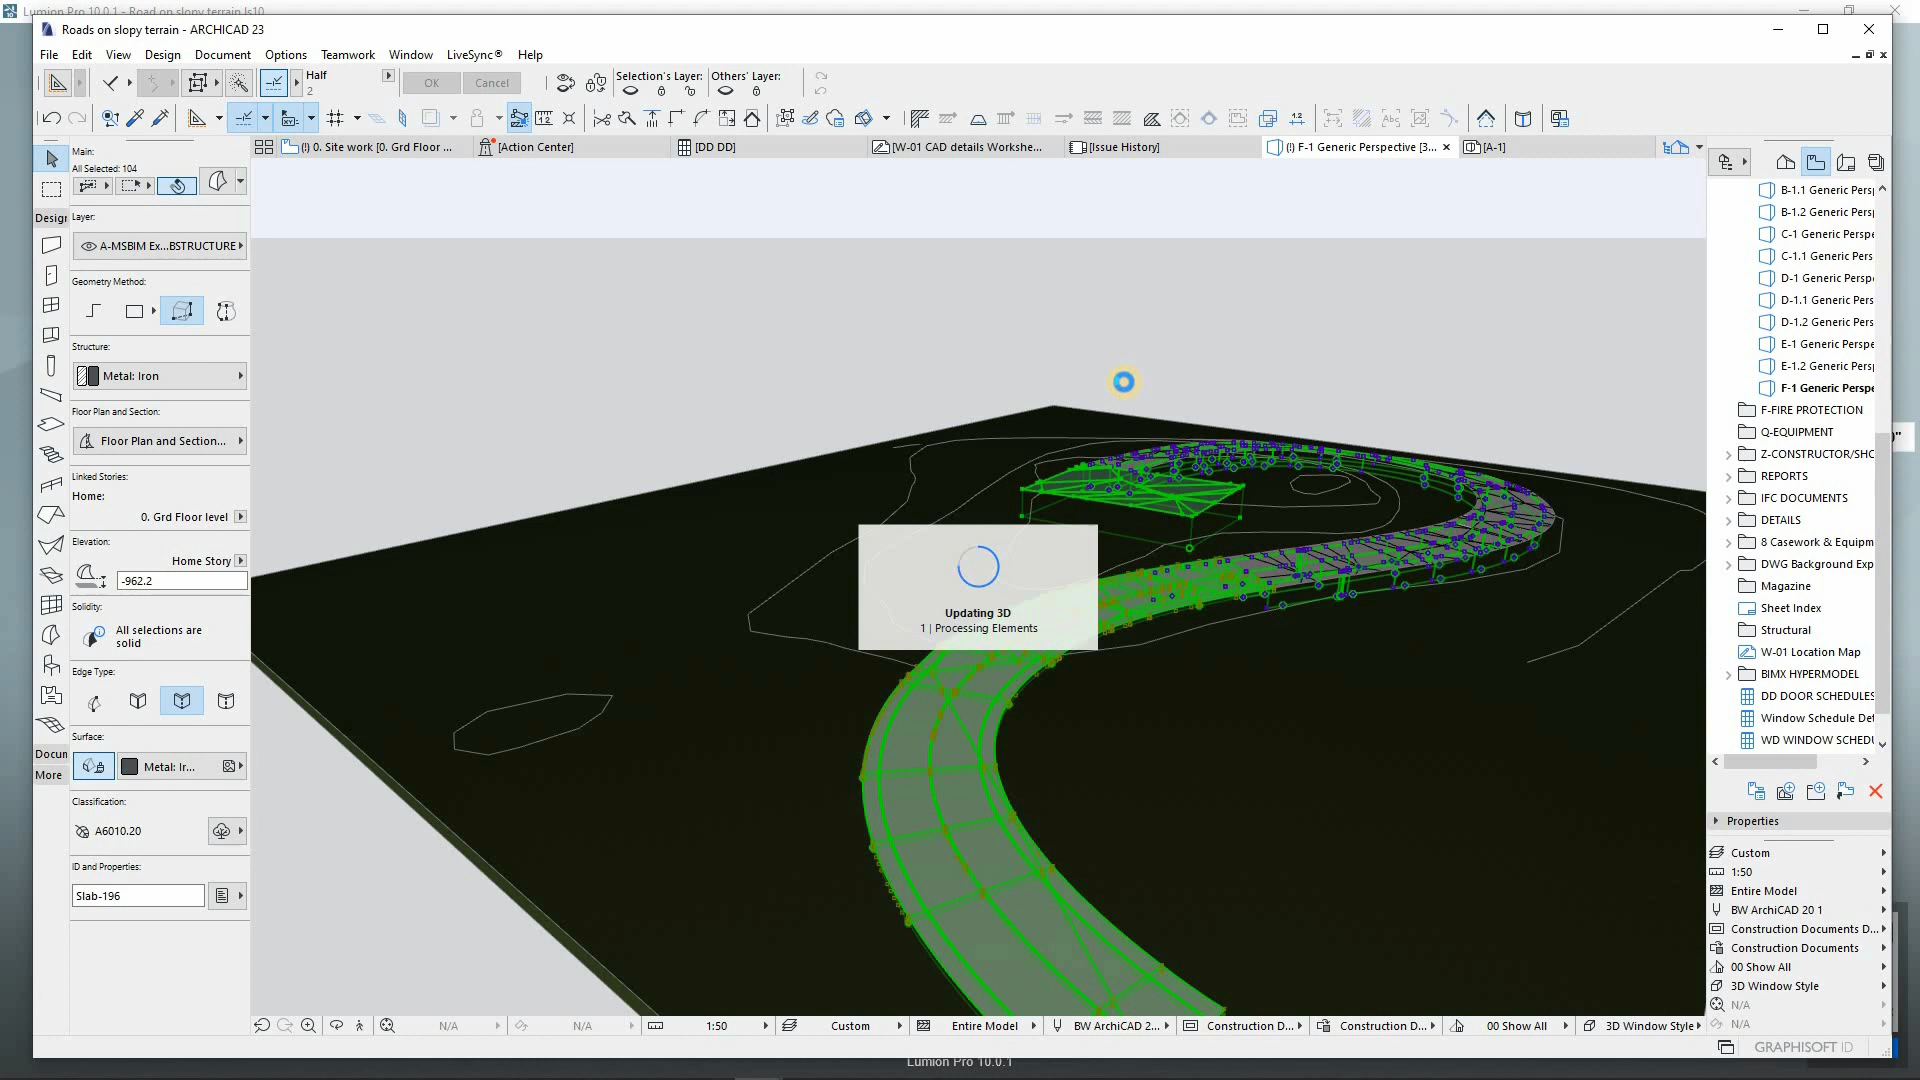 Lumion Pro 10.0.1 - Road on slopy terrain.ls10
Roads on slopy terrain - ARCHICAD 23
File Edit View Design Document Options Teamwork Window LiveSync® Help
Half
2
OK Cancel
Selection's Layer: Others' Layer:
(!) 0. Site work [0. Grd Floor ...
[Action Center]
[DD DD]
[W-01 CAD details Workshe...
[Issue History]
(!) F-1 Generic Perspective [3...
[A-1]
Main:
All Selected: 104
Design
Layer:
A-MSBIM Ex...BSTRUCTURE
Geometry Method:
Structure:
Metal: Iron
Floor Plan and Section:
Floor Plan and Section...
Linked Stories:
Home:
0. Grd Floor level
Elevation:
Home Story
-962.2
Solidity:
All selections are
solid
Edge Type:
Surface:
Docum
Metal: Ir...
More
Classification:
A6010.20
ID and Properties:
Slab-196
Updating 3D
1 | Processing Elements
B-1.1 Generic Pers
B-1.2 Generic Pers
C-1 Generic Perspe
C-1.1 Generic Pers
D-1 Generic Perspe
D-1.1 Generic Pers
D-1.2 Generic Pers
E-1 Generic Perspe
E-1.2 Generic Pers
F-1 Generic Perspe
F-FIRE PROTECTION
Q-EQUIPMENT
Z-CONSTRUCTOR/SHC
REPORTS
IFC DOCUMENTS
DETAILS
8 Casework & Equipm
DWG Background Exp
Magazine
Sheet Index
Structural
W-01 Location Map
BIMX HYPERMODEL
DD DOOR SCHEDULES
Window Schedule Det
WD WINDOW SCHEDU
Properties
Custom
1:50
Entire Model
BW ArchiCAD 20 1
Construction Documents D...
Construction Documents
00 Show All
3D Window Style
N/A
N/A
N/A N/A 1:50 Custom Entire Model BW ArchiCAD 2... Construction D... Construction D... 00 Show All 3D Window Style
GRAPHISOFT ID
Lumion Pro 10.0.1